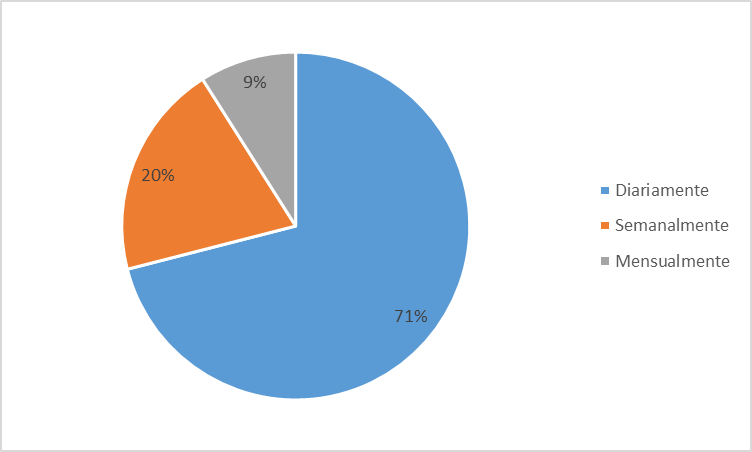 9%
20%
71%
Diariamente
Semanalmente
Mensualmente